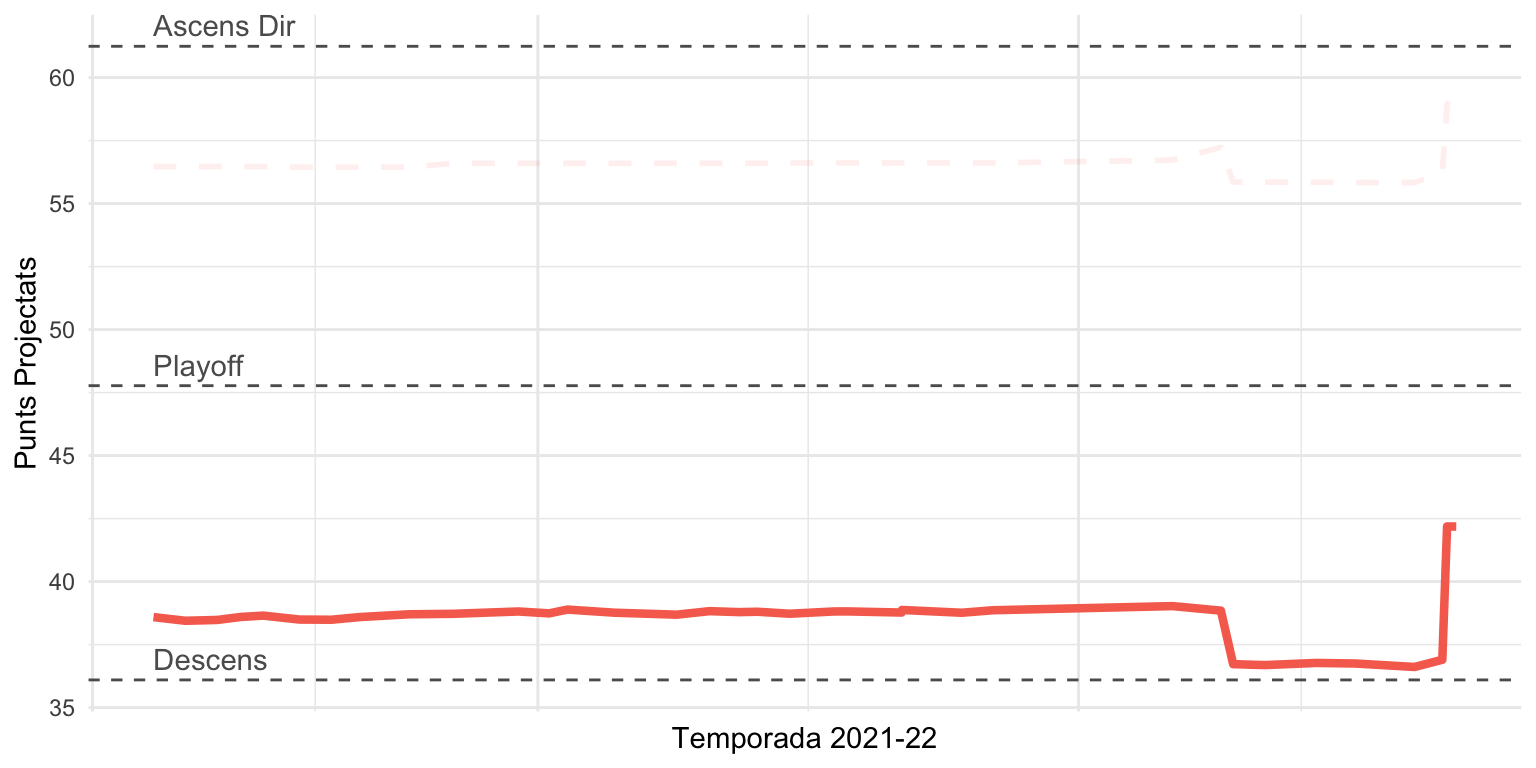 Ascens Dir
60
55
50
Playoff
45
40
Descens
35
Punts Projectats
Temporada 2021-22